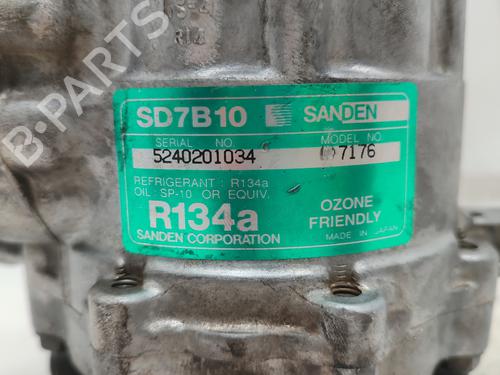 B-PARTS
SD7B10 SANDEN
SERIAL NO. MODEL NO.
5240201034 7176
REFRIGERANT : R134a
OIL : SP-10 OR EQUIV.
R134a
OZONE
FRIENDLY
SANDEN CORPORATION
MADE IN JAPAN